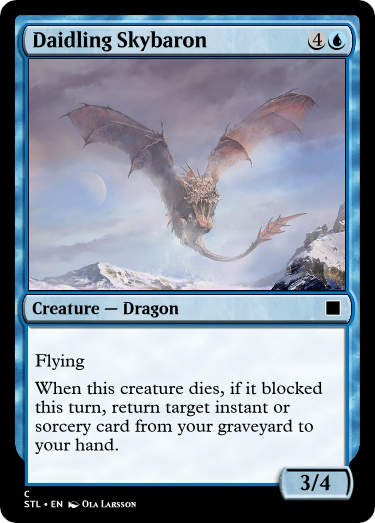 Daidling Skybaron 4
Creature — Dragon
Flying
When this creature dies, if it blocked
this turn, return target instant or
sorcery card from your graveyard to
your hand.
3/4
C
STL • EN Ola Larsson